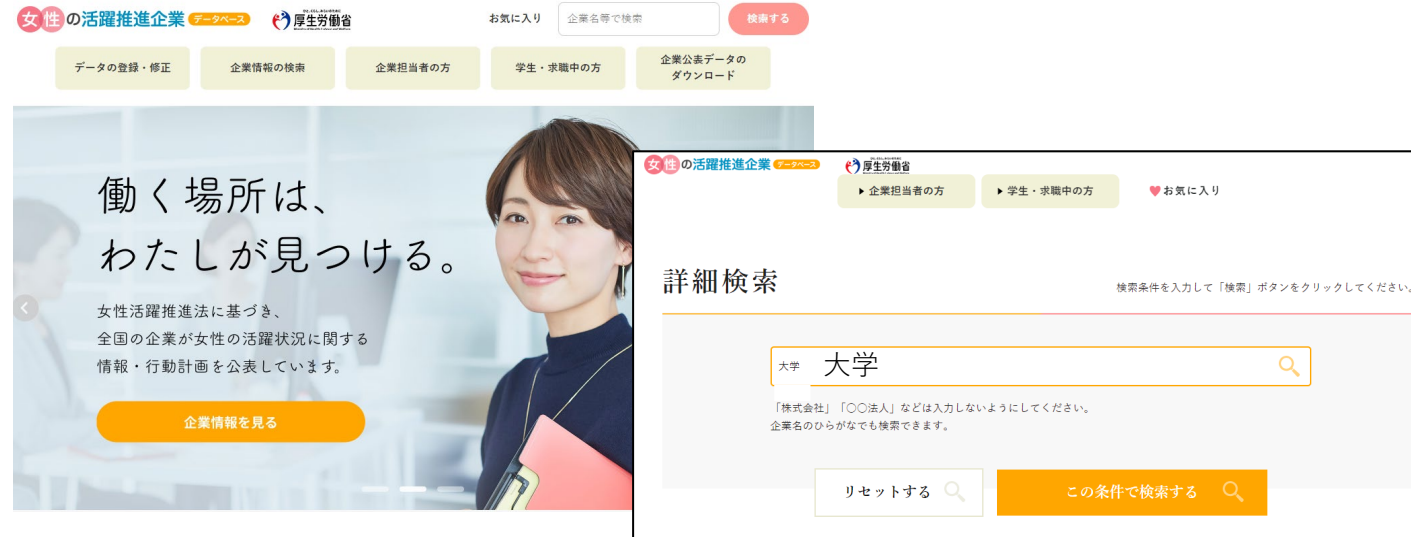 女性の活躍推進企業 データベース
厚生労働省
お気に入り
企業名等で検索
検索する
データの登録・修正
企業情報の検索
企業担当者の方
学生・求職中の方
企業公表データの
ダウンロード
働く場所は、
わたしが見つける。
女性活躍推進法に基づき、
全国の企業が女性の活躍状況に関する
情報・行動計画を公表しています。
企業情報を見る
女性の活躍推進企業 データベース
厚生労働省
企業担当者の方
学生・求職中の方
お気に入り
詳細検索
検索条件を入力して「検索」ボタンをクリックしてください。
大学 大学
「株式会社」「〇〇法人」などは入力しないようにしてください。
企業名のひらがなでも検索できます。
リセットする
この条件で検索する